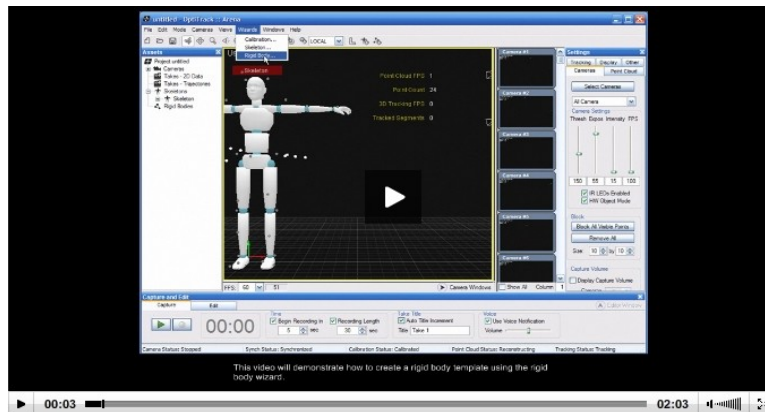 untitled - OptiTrack :: Arena
File Edit Mode Cameras View Wizards Windows Help
Calibration...
Skeleton...
Rigid Body...
LOCAL
Assets
Project untitled
Cameras
Takes - 2D Data
Takes - Trajectories
Skeletons
Skeleton
Rigid Bodies
Skeleton
Point Cloud FPS 1
Point Count 24
3D Tracking FPS 0
Tracked Segments 0
Camera #1
Camera #2
Camera #3
Camera #4
Camera #5
Camera #6
FPS: 60 51
Camera Windows
Show All Column 1
Settings
Tracking Display Other
Cameras Point Cloud
Select Cameras
All Camera
Camera Settings
Thresh Expos Intensity FPS
150 55 15 100
IR LEDs Enabled
HW Object Mode
Block
Block All Visible Points
Remove All
Size: 10 by 10
Capture Volume
Display Capture Volume
Capture and Edit
Capture Edit
00:00
Time
Begin Recording in
5 sec
Recording Length
30 sec
Take Title
Auto Title Increment
Title Take 1
Voice
Use Voice Notification
Volume
Camera Status: Stopped Synch Status: Synchronized Calibration Status: Calibrated Point Cloud Status: Reconstructing Tracking Status: Tracking
This video will demonstrate how to create a rigid body template using the rigid
body wizard.
00:03 02:03